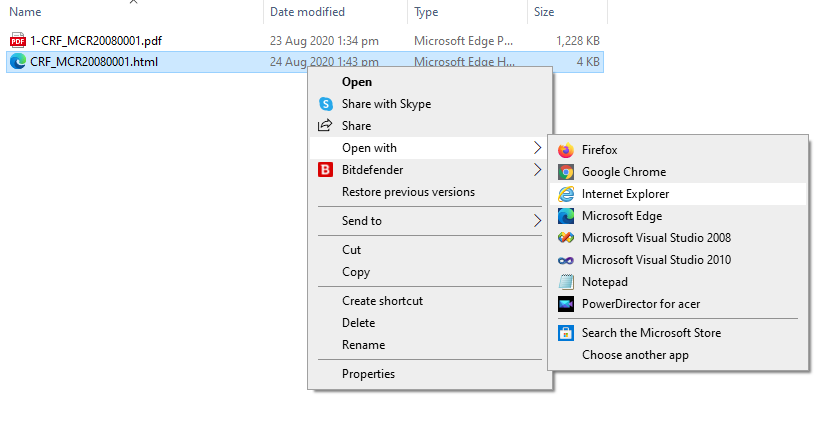 Name Date modified Type Size
PDF 1-CRF_MCR20080001.pdf 23 Aug 2020 1:34 pm Microsoft Edge P... 1,228 KB
CRF_MCR20080001.html 24 Aug 2020 1:43 pm Microsoft Edge H... 4 KB
Open
Share with Skype
Share
Open with
Bitdefender
Restore previous versions
Send to
Cut
Copy
Create shortcut
Delete
Rename
Properties
Firefox
Google Chrome
Internet Explorer
Microsoft Edge
Microsoft Visual Studio 2008
Microsoft Visual Studio 2010
Notepad
PowerDirector for acer
Search the Microsoft Store
Choose another app